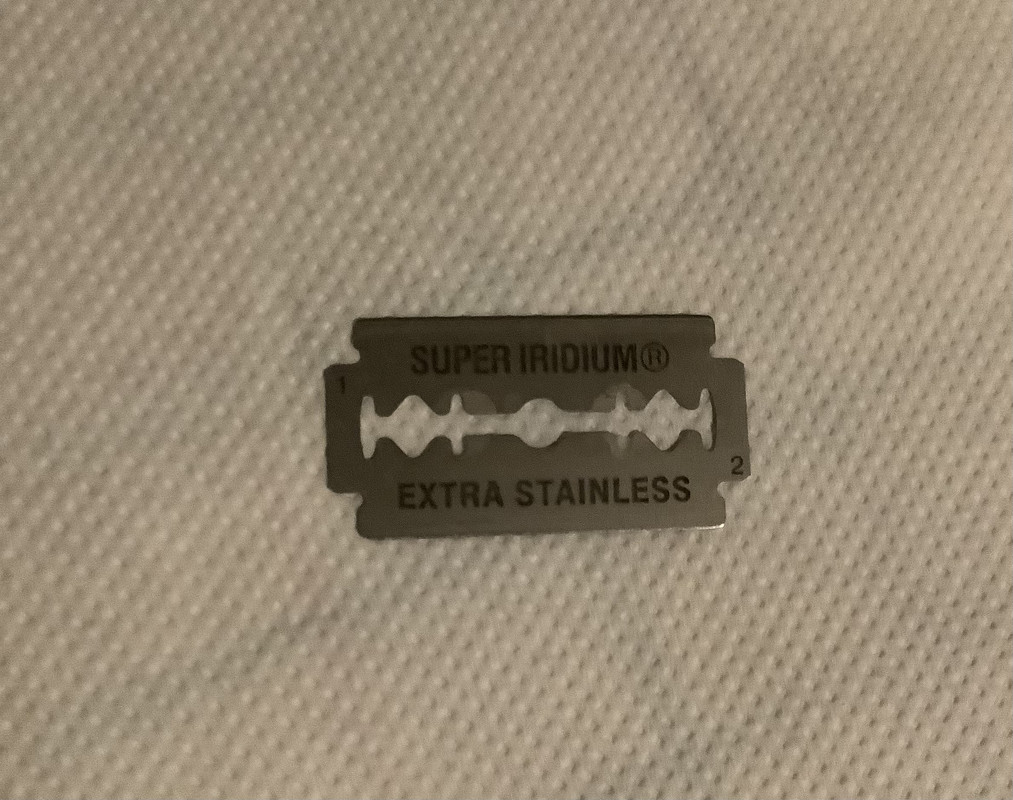 SUPER IRIDIUM®
1
2
EXTRA STAINLESS